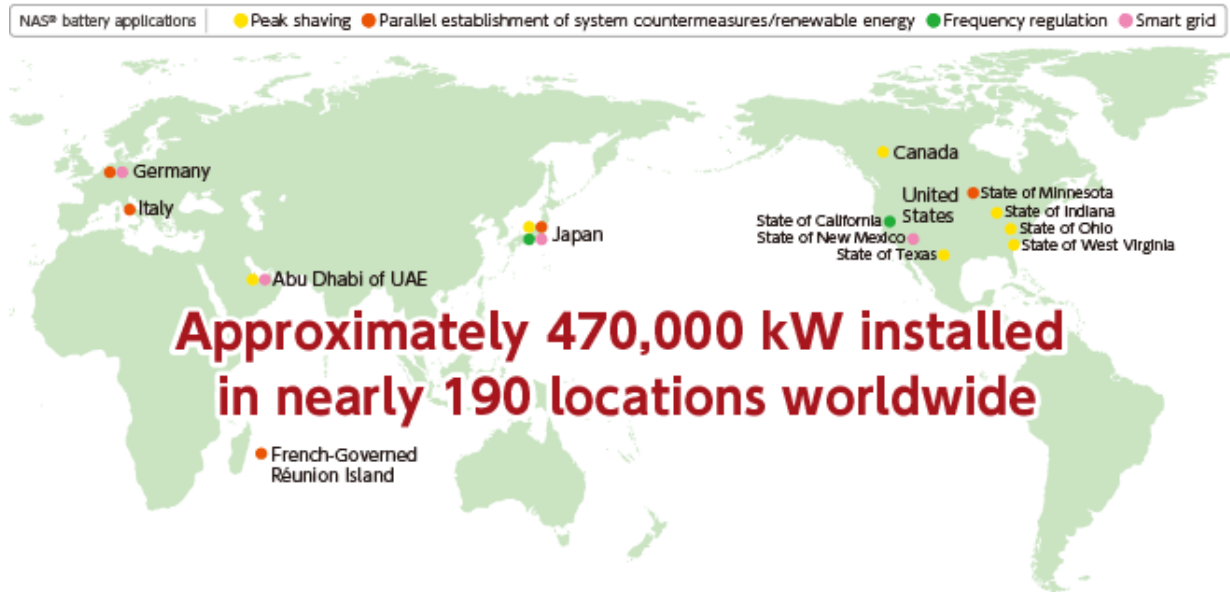 NAS® battery applications
Peak shaving
Parallel establishment of system countermeasures/renewable energy
Frequency regulation
Smart grid
Germany
Italy
Abu Dhabi of UAE
Japan
Canada
United
States
State of Minnesota
State of Indiana
State of Ohio
State of West Virginia
State of California
State of New Mexico
State of Texas
Approximately 470,000 kW installed
in nearly 190 locations worldwide
French-Governed
Réunion Island